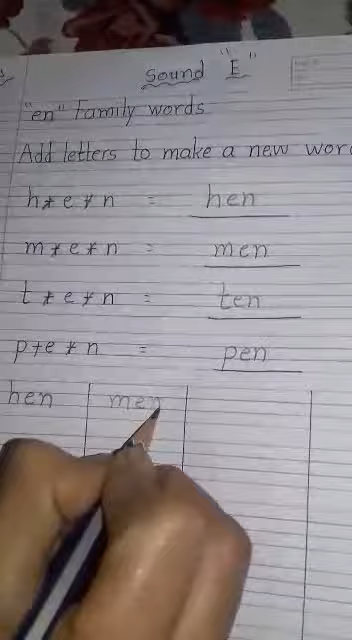 Sound "E"
"en" Family words
Add letters to make a new wor
h+e+n = hen
m+e+n = men
t+e+n = ten
p+e+n = pen
hen men